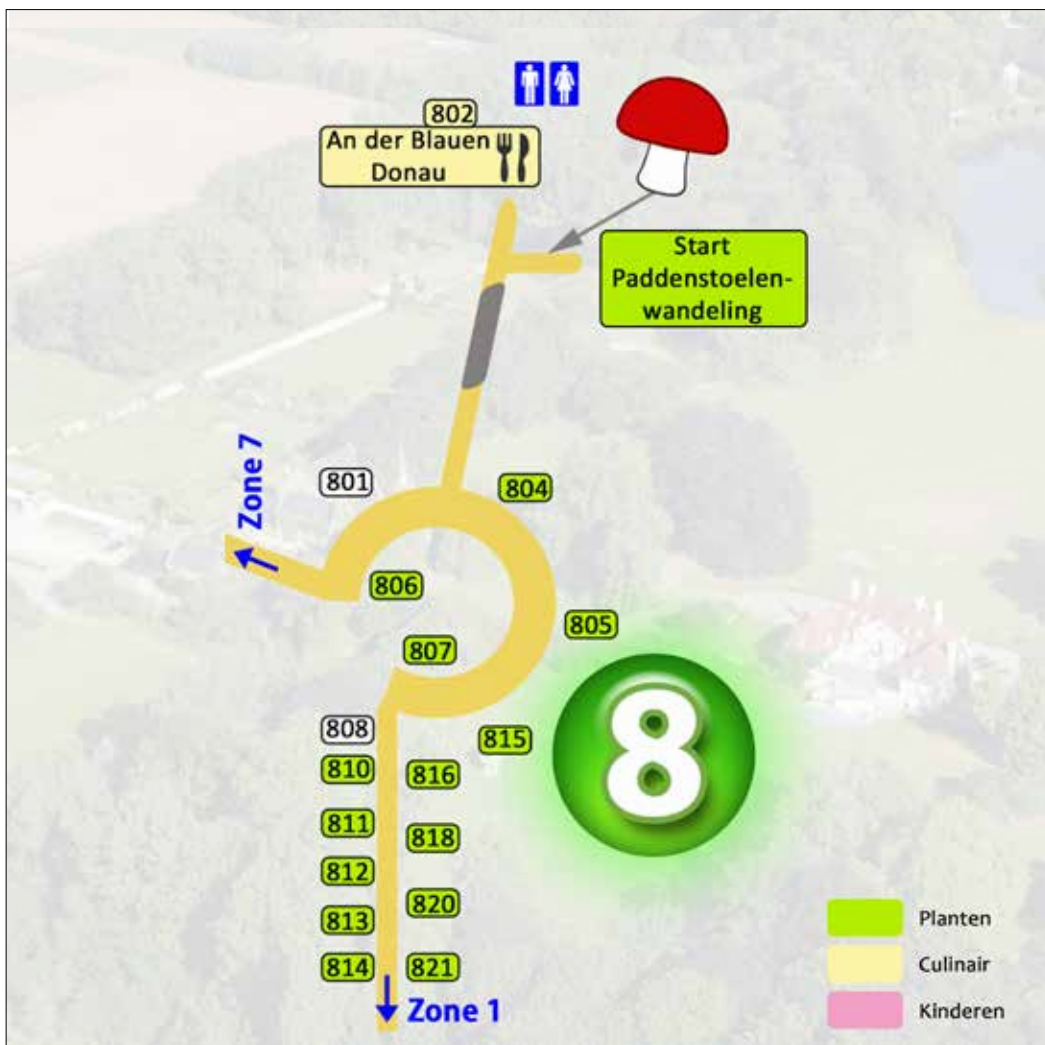 802
An der Blauen
Donau
Start
Paddenstoelen-
wandeling
Zone 7
801
804
806
805
807
808
815
810
816
811
818
812
820
813
814
821
Zone 1
8
Planten
Culinair
Kinderen